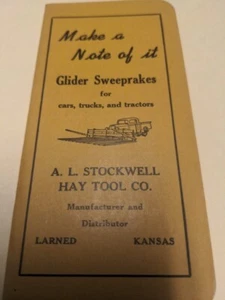 Make a
Note of it
Glider Sweeprakes
for
cars, trucks, and tractors
A. L. STOCKWELL
HAY TOOL CO.
Manufacturer and
Distributor
LARNED KANSAS